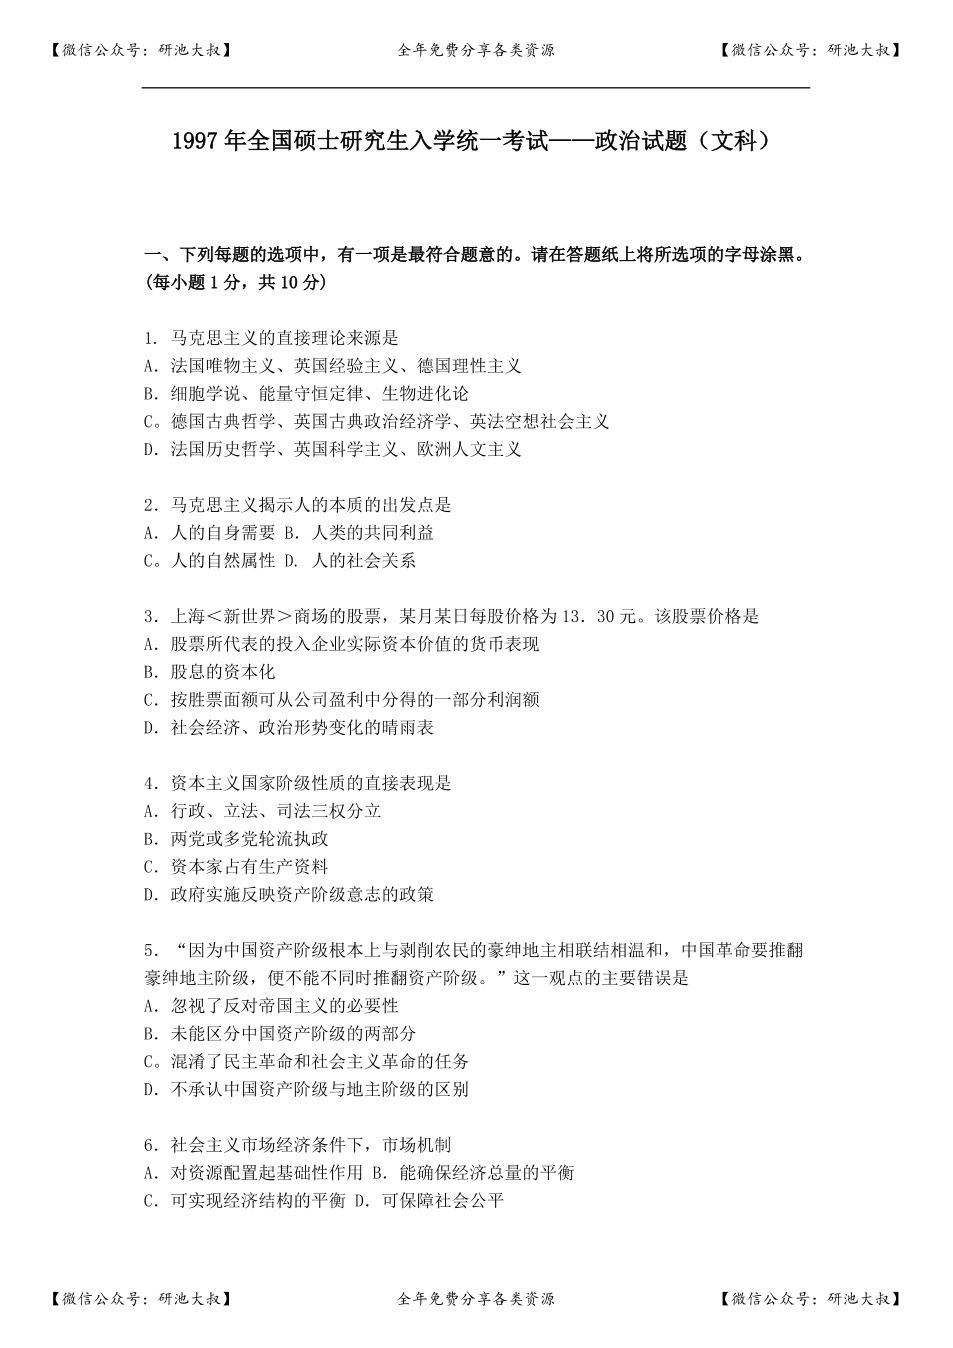 【微信公众号：研池大叔】 全年免费分享各类资源 【微信公众号：研池大叔】
1997 年全国硕士研究生入学统一考试——政治试题（文科）
一、下列每题的选项中，有一项是最符合题意的。请在答题纸上将所选项的字母涂黑。
(每小题 1 分，共 10 分)
1. 马克思主义的直接理论来源是
A．法国唯物主义、英国经验主义、德国理性主义
B．细胞学说、能量守恒定律、生物进化论
C。德国古典哲学、英国古典政治经济学、英法空想社会主义
D．法国历史哲学、英国科学主义、欧洲人文主义
2．马克思主义揭示人的本质的出发点是
A．人的自身需要 B．人类的共同利益
C。人的自然属性 D. 人的社会关系
3．上海＜新世界＞商场的股票，某月某日每股价格为 13．30 元。该股票价格是
A．股票所代表的投入企业实际资本价值的货币表现
B．股息的资本化
C．按胜票面额可从公司盈利中分得的一部分利润额
D．社会经济、政治形势变化的晴雨表
4．资本主义国家阶级性质的直接表现是
A．行政、立法、司法三权分立
B．两党或多党轮流执政
C．资本家占有生产资料
D．政府实施反映资产阶级意志的政策
5．“因为中国资产阶级根本上与剥削农民的豪绅地主相联结相温和，中国革命要推翻
豪绅地主阶级，便不能不同时推翻资产阶级。”这一观点的主要错误是
A．忽视了反对帝国主义的必要性
B．未能区分中国资产阶级的两部分
C。混淆了民主革命和社会主义革命的任务
D．不承认中国资产阶级与地主阶级的区别
6．社会主义市场经济条件下，市场机制
A．对资源配置起基础性作用 B．能确保经济总量的平衡
C．可实现经济结构的平衡 D．可保障社会公平
【微信公众号：研池大叔】 全年免费分享各类资源 【微信公众号：研池大叔】